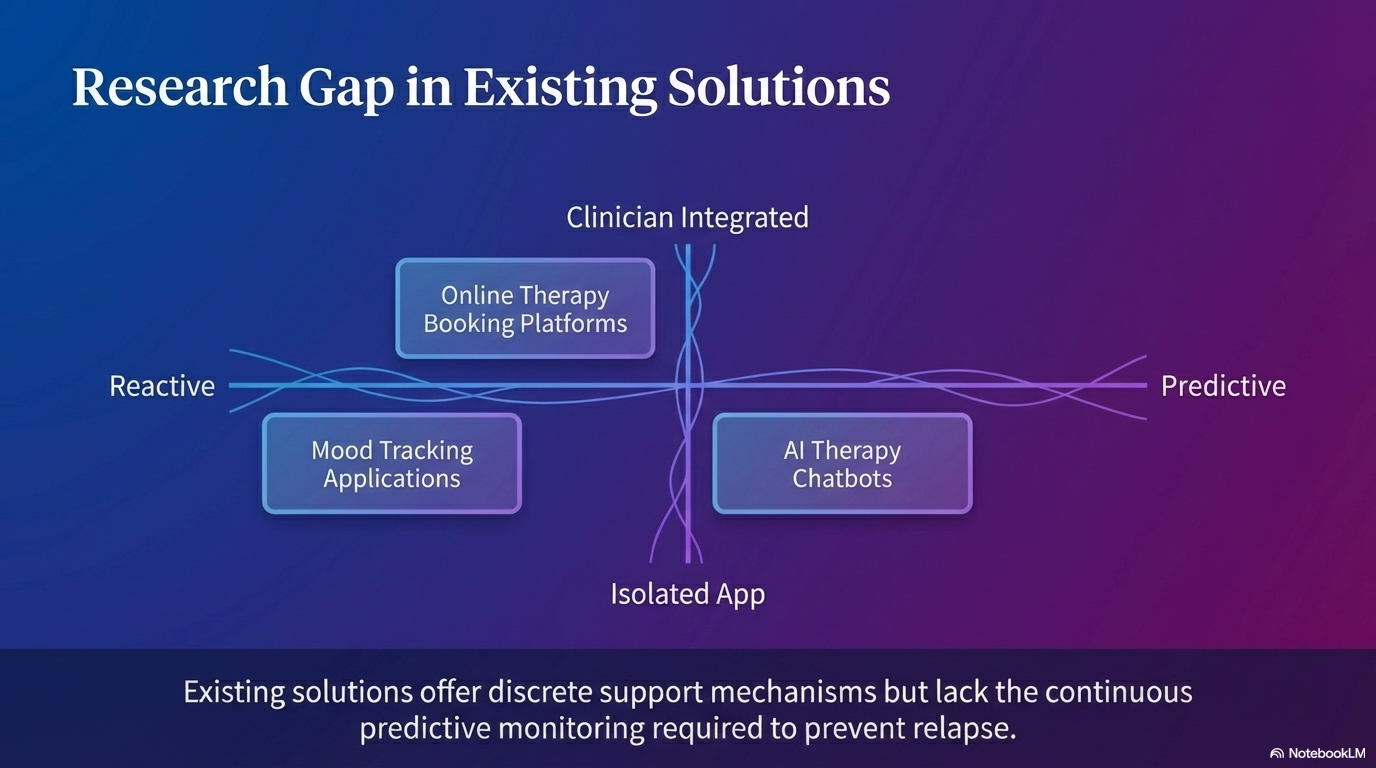 Research Gap in Existing Solutions
Clinician Integrated
Online Therapy
Booking Platforms
Reactive
Predictive
Mood Tracking
Applications
AI Therapy
Chatbots
Isolated App
Existing solutions offer discrete support mechanisms but lack the continuous
predictive monitoring required to prevent relapse.
NotebookLM